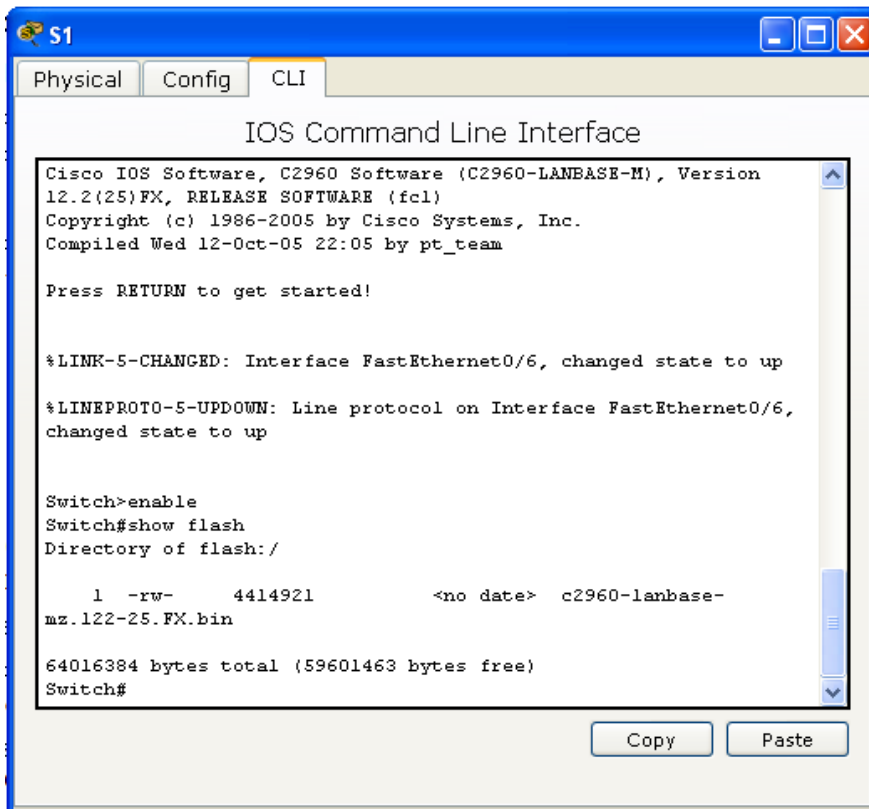 S1
Physical Config CLI
IOS Command Line Interface
Cisco IOS Software, C2960 Software (C2960-LANBASE-M), Version
12.2(25)FX, RELEASE SOFTWARE (fc1)
Copyright (c) 1986-2005 by Cisco Systems, Inc.
Compiled Wed 12-Oct-05 22:05 by pt_team
Press RETURN to get started!
%LINK-5-CHANGED: Interface FastEthernet0/6, changed state to up
%LINEPROTO-5-UPDOWN: Line protocol on Interface FastEthernet0/6,
changed state to up
Switch>enable
Switch#show flash
Directory of flash:/
1 -rw- 4414921 <no date> c2960-lanbase-
mz.122-25.FX.bin
64016384 bytes total (59601463 bytes free)
Switch#
Copy Paste